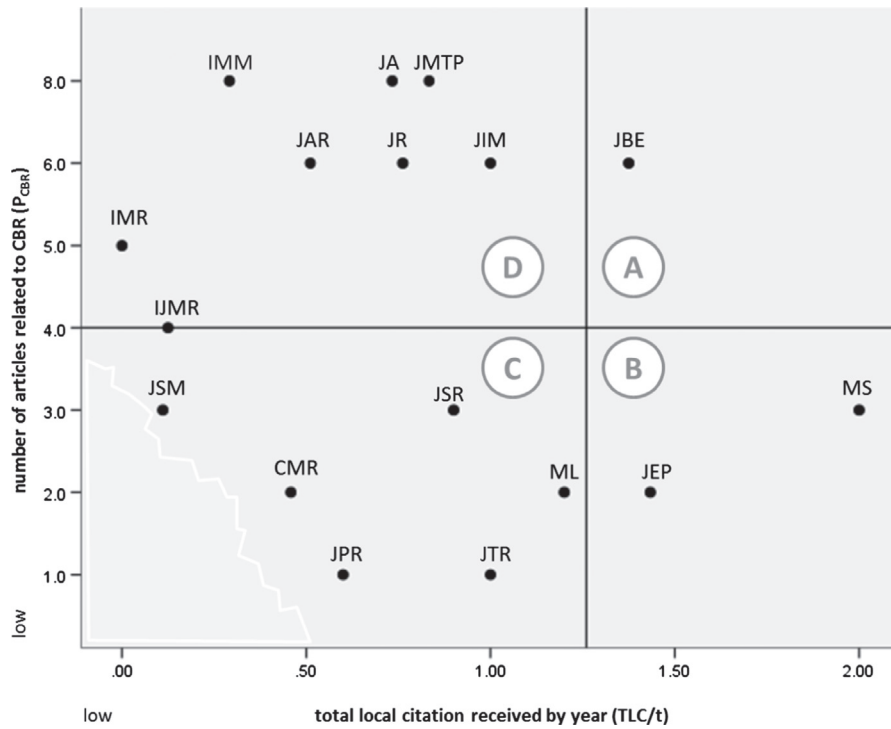 IMM JA JMTP
8.0
JAR JR JIM JBE
6.0
IMR
5.0
D A
IJMR
4.0
C B
JSM JSR MS
3.0
CMR ML JEP
2.0
JPR JTR
1.0
number of articles related to CBR (PCBR)
low
.00 .50 1.00 1.50 2.00
low total local citation received by year (TLC/t)